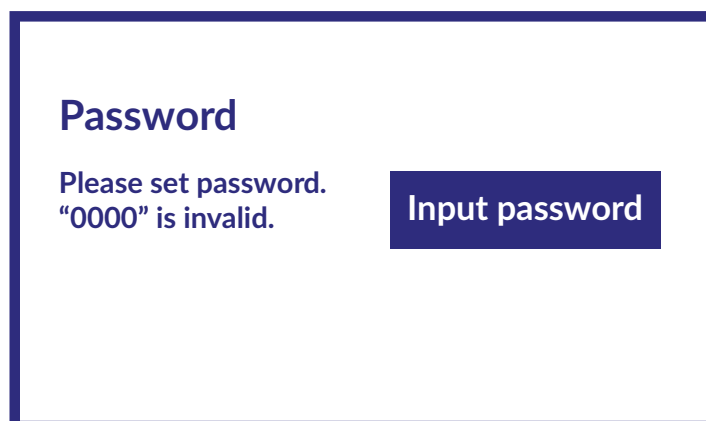 Password
Please set password.
“0000” is invalid.
Input password